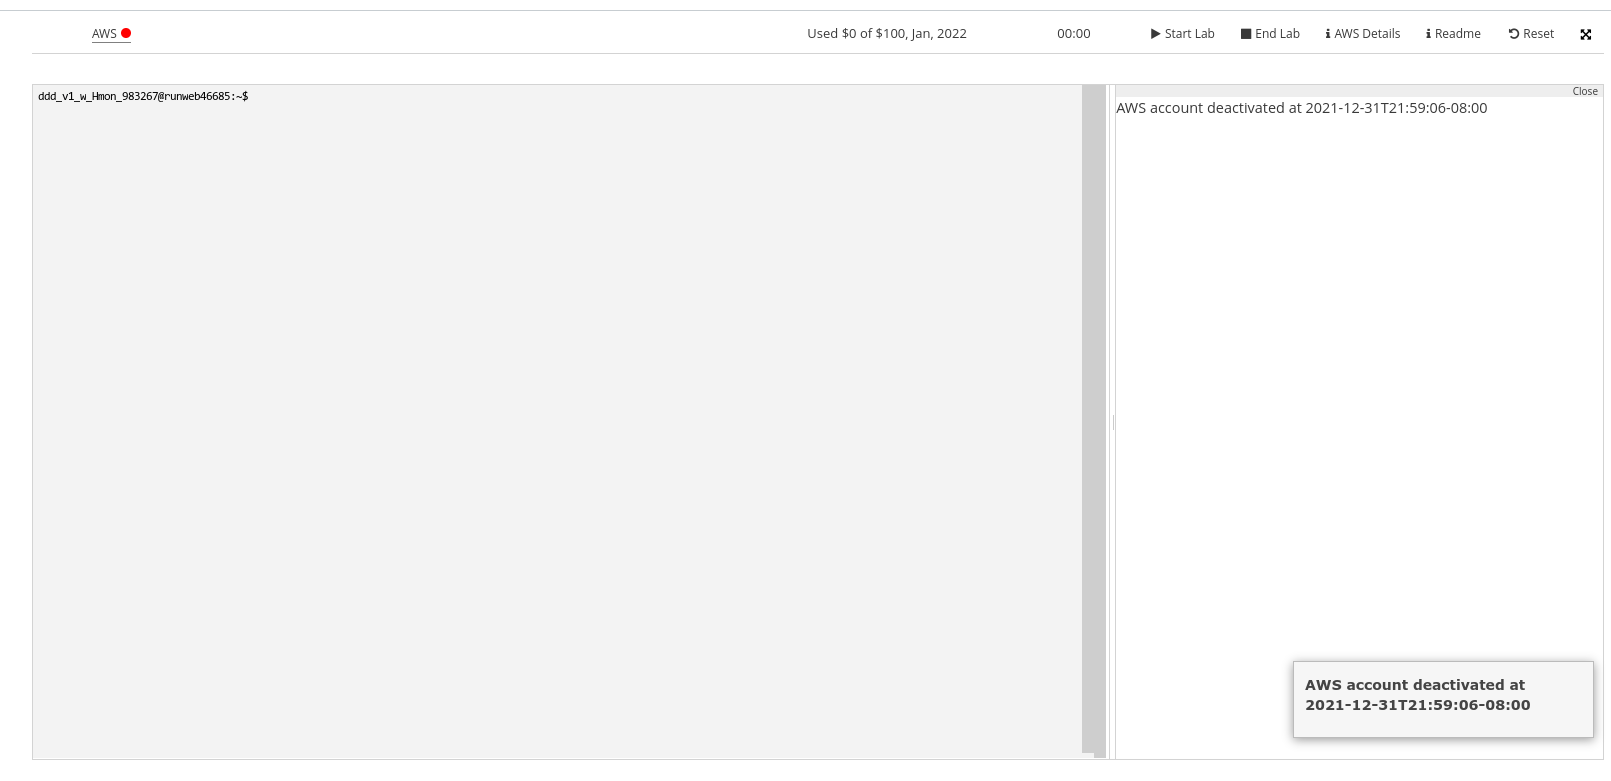 AWS Used $0 of $100, Jan, 2022 00:00 Start Lab End Lab AWS Details Readme Reset
ddd_v1_w_Hmon_983267@runweb46685:~$
Close
AWS account deactivated at 2021-12-31T21:59:06-08:00
AWS account deactivated at
2021-12-31T21:59:06-08:00